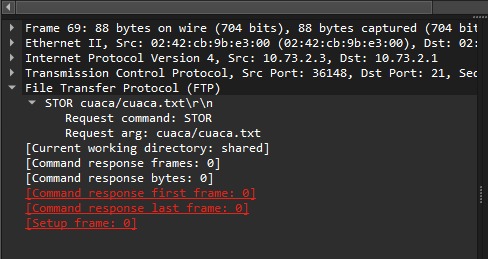 Frame 69: 88 bytes on wire (704 bits), 88 bytes captured (704 bit
Ethernet II, Src: 02:42:cb:9b:e3:00 (02:42:cb:9b:e3:00), Dst: 02:
Internet Protocol Version 4, Src: 10.73.2.3, Dst: 10.73.2.1
Transmission Control Protocol, Src Port: 36148, Dst Port: 21, Seq
File Transfer Protocol (FTP)
STOR cuaca/cuaca.txt\r\n
Request command: STOR
Request arg: cuaca/cuaca.txt
[Current working directory: shared]
[Command response frames: 0]
[Command response bytes: 0]
[Command response first frame: 0]
[Command response last frame: 0]
[Setup frame: 0]